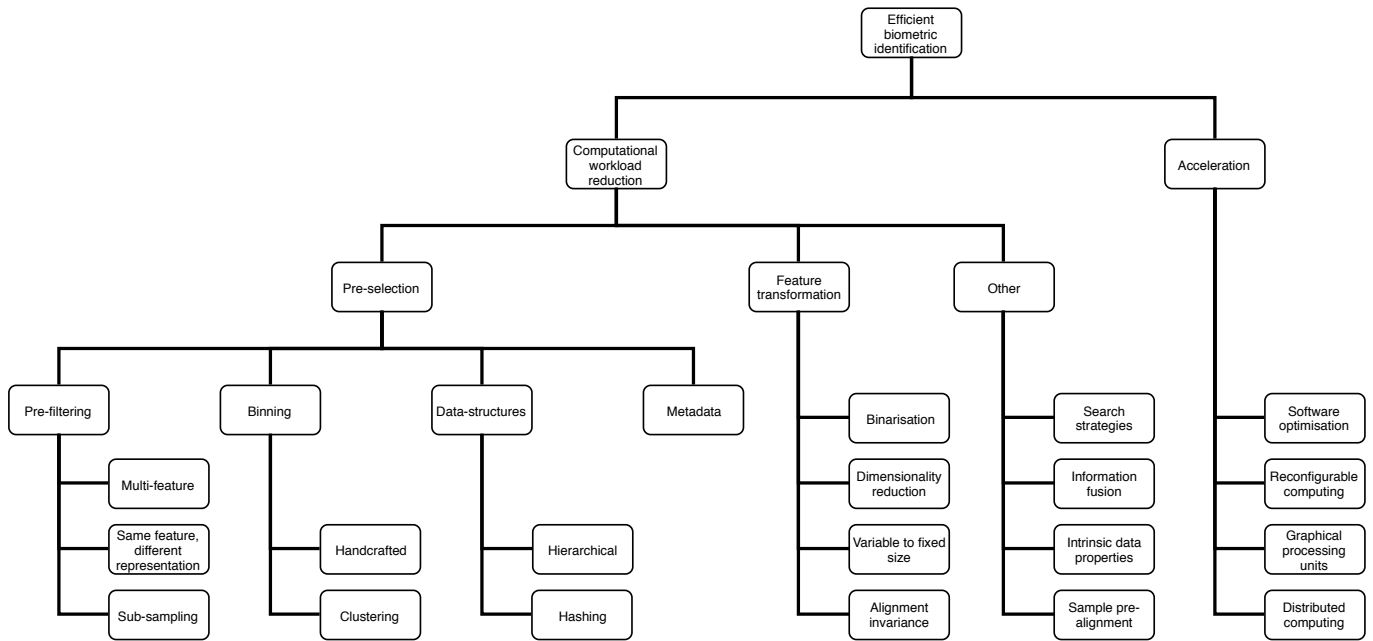 Efficient
biometric
identification
Computational
workload
reduction
Acceleration
Pre-selection
Feature
transformation
Other
Pre-filtering
Binning
Data-structures
Metadata
Binarisation
Search
strategies
Software
optimisation
Multi-feature
Dimensionality
reduction
Information
fusion
Reconfigurable
computing
Same feature,
different
representation
Handcrafted
Hierarchical
Variable to fixed
size
Intrinsic data
properties
Graphical
processing
units
Sub-sampling
Clustering
Hashing
Alignment
invariance
Sample pre-
alignment
Distributed
computing